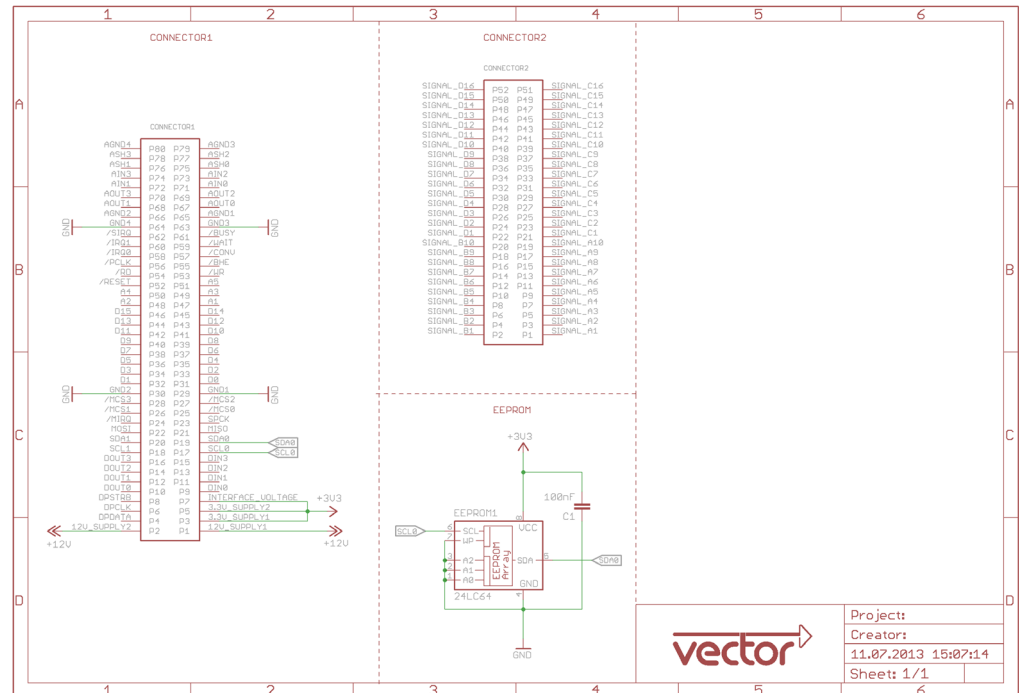 1 2 3 4 5 6
CONNECTOR1 CONNECTOR2
A A
CONNECTOR2
SIGNAL_D16 P52 P51 SIGNAL_C16
SIGNAL_D15 P50 P49 SIGNAL_C15
SIGNAL_D14 P48 P47 SIGNAL_C14
SIGNAL_D13 P46 P45 SIGNAL_C13
SIGNAL_D12 P44 P43 SIGNAL_C12
SIGNAL_D11 P42 P41 SIGNAL_C11
SIGNAL_D10 P40 P39 SIGNAL_C10
SIGNAL_D9 P38 P37 SIGNAL_C9
SIGNAL_D8 P36 P35 SIGNAL_C8
SIGNAL_D7 P34 P33 SIGNAL_C7
SIGNAL_D6 P32 P31 SIGNAL_C6
SIGNAL_D5 P30 P29 SIGNAL_C5
SIGNAL_D4 P28 P27 SIGNAL_C4
SIGNAL_D3 P26 P25 SIGNAL_C3
SIGNAL_D2 P24 P23 SIGNAL_C2
SIGNAL_D1 P22 P21 SIGNAL_C1
SIGNAL_B10 P20 P19 SIGNAL_A10
SIGNAL_B9 P18 P17 SIGNAL_A9
SIGNAL_B8 P16 P15 SIGNAL_A8
SIGNAL_B7 P14 P13 SIGNAL_A7
SIGNAL_B6 P12 P11 SIGNAL_A6
SIGNAL_B5 P10 P9 SIGNAL_A5
SIGNAL_B4 P8 P7 SIGNAL_A4
SIGNAL_B3 P6 P5 SIGNAL_A3
SIGNAL_B2 P4 P3 SIGNAL_A2
SIGNAL_B1 P2 P1 SIGNAL_A1
CONNECTOR1
AGND4 P80 P79 AGND3
ASH3 P78 P77 ASH2
ASH1 P76 P75 ASH0
AIN3 P74 P73 AIN2
AIN1 P72 P71 AIN0
AOUT3 P70 P69 AOUT2
AOUT1 P68 P67 AOUT0
AGND2 P66 P65 AGND1
GND GND4 P64 P63 GND3 GND
/SIRQ P62 P61 /BUSY
/IRQ1 P60 P59 /WAIT
/IRQ0 P58 P57 /CONV
/PCLK P56 P55 /BHE
/RD P54 P53 /WR
/RESET P52 P51 A5
A4 P50 P49 A3
A2 P48 P47 A1
D15 P46 P45 D14
D13 P44 P43 D12
D11 P42 P41 D10
D9 P40 P39 D8
D7 P38 P37 D6
D5 P36 P35 D4
D3 P34 P33 D2
D1 P32 P31 D0
GND GND2 P30 P29 GND1 GND
/MCS3 P28 P27 /MCS2
/MCS1 P26 P25 /MCS0
/MIRQ P24 P23 SPCK
MOSI P22 P21 MISO
SDA1 P20 P19 SDA0 SDA0
SCL1 P18 P17 SCL0 SCL0
DOUT3 P16 P15 DIN3
DOUT2 P14 P13 DIN2
DOUT1 P12 P11 DIN1
DOUT0 P10 P9 DIN0
DPSTRB P8 P7 INTERFACE_VOLTAGE +3V3
DPCLK P6 P5 3.3V_SUPPLY2
DPDATA P4 P3 3.3V_SUPPLY1
12V_SUPPLY2 P2 P1 12V_SUPPLY1
+12V +12V
B B
C C
EEPROM
+3V3
100nF
C1
EEPROM1
8 VCC
SCL0 6 SCL
7 WP
3 A2
2 A1
1 A0
EEPROM
Array
SDA 5 SDA0
GND
4
24LC64
GND
D D
vector
Project:
Creator:
11.07.2013 15:07:14
Sheet: 1/1
1 2 3 4 5 6